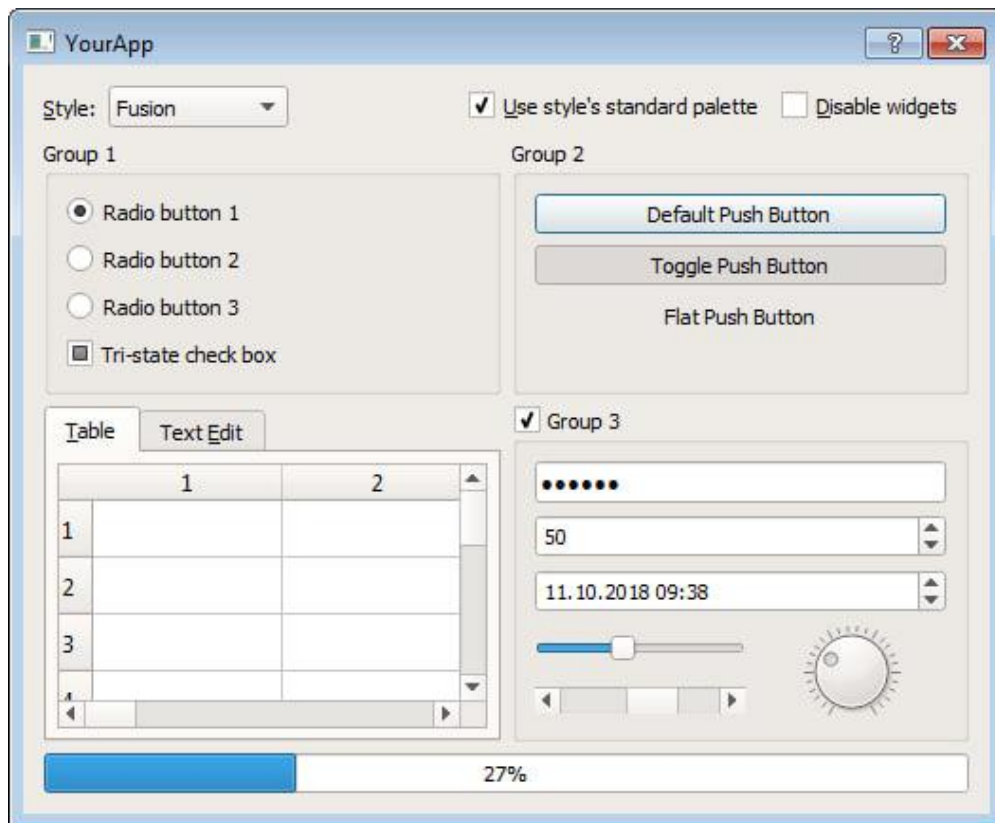 YourApp
Style: Fusion Use style's standard palette Disable widgets
Group 1
Radio button 1
Radio button 2
Radio button 3
Tri-state check box
Group 2
Default Push Button
Toggle Push Button
Flat Push Button
Table Text Edit
1 2
1
2
3
4
Group 3
••••••
50
11.10.2018 09:38
27%